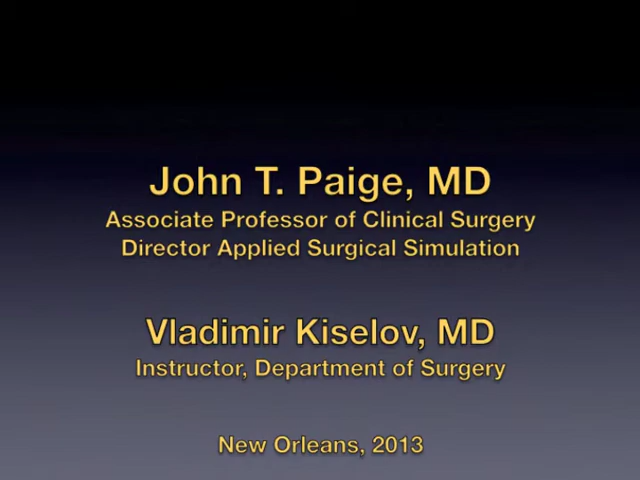 John T. Paige, MD
Associate Professor of Clinical Surgery
Director Applied Surgical Simulation
Vladimir Kiselov, MD
Instructor, Department of Surgery
New Orleans, 2013